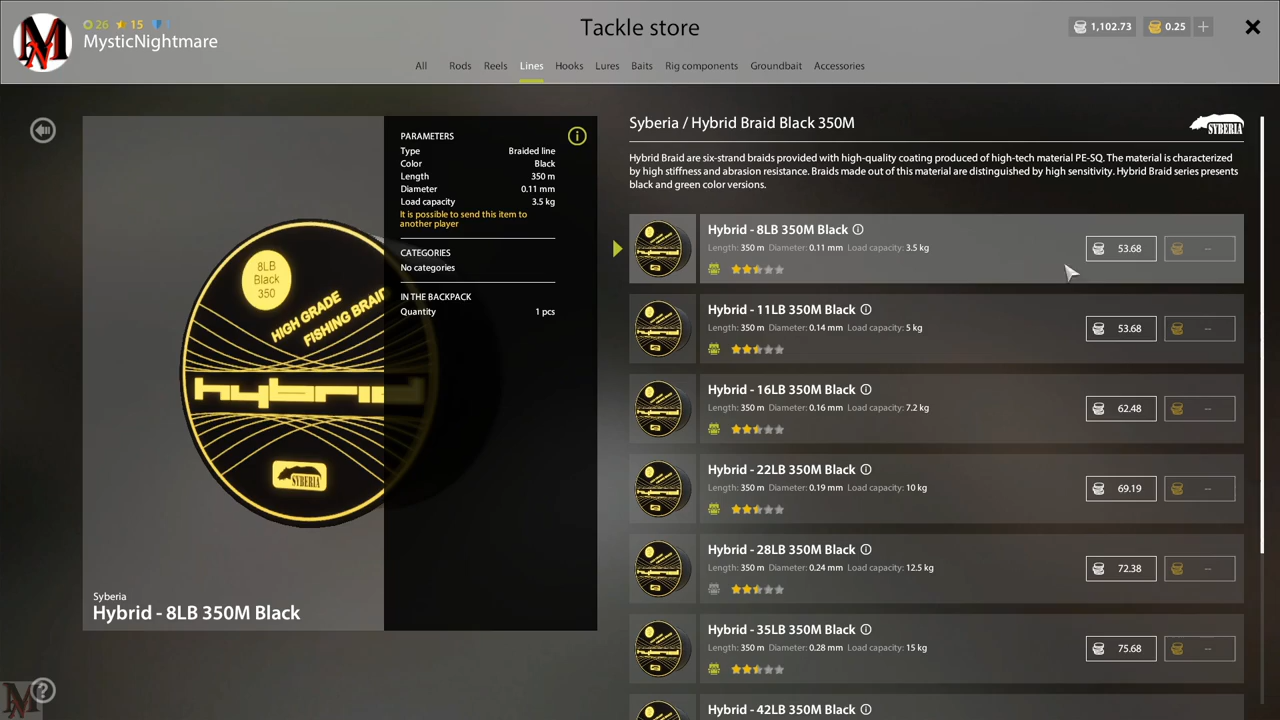 26 15
MysticNightmare
Tackle store
1,102.73
0.25
All Rods Reels Lines Hooks Lures Baits Rig components Groundbait Accessories
PARAMETERS
Type Braided line
Color Black
Length 350 m
Diameter 0.11 mm
Load capacity 3.5 kg
It is possible to send this item to
another player
CATEGORIES
No categories
IN THE BACKPACK
Quantity 1 pcs
8LB
Black
350
HIGH GRADE
FISHING BRAID
hybrid
SYBERIA
Syberia
Hybrid - 8LB 350M Black
Syberia / Hybrid Braid Black 350M
SYBERIA
Hybrid Braid are six-strand braids provided with high-quality coating produced of high-tech material PE-SQ. The material is characterized
by high stiffness and abrasion resistance. Braids made out of this material are distinguished by high sensitivity. Hybrid Braid series presents
black and green color versions.
Hybrid - 8LB 350M Black
Length: 350 m Diameter: 0.11 mm Load capacity: 3.5 kg
53.68 --
Hybrid - 11LB 350M Black
Length: 350 m Diameter: 0.14 mm Load capacity: 5 kg
53.68 --
Hybrid - 16LB 350M Black
Length: 350 m Diameter: 0.16 mm Load capacity: 7.2 kg
62.48 --
Hybrid - 22LB 350M Black
Length: 350 m Diameter: 0.19 mm Load capacity: 10 kg
69.19 --
Hybrid - 28LB 350M Black
Length: 350 m Diameter: 0.24 mm Load capacity: 12.5 kg
72.38 --
Hybrid - 35LB 350M Black
Length: 350 m Diameter: 0.28 mm Load capacity: 15 kg
75.68 --
Hybrid - 42LB 350M Black